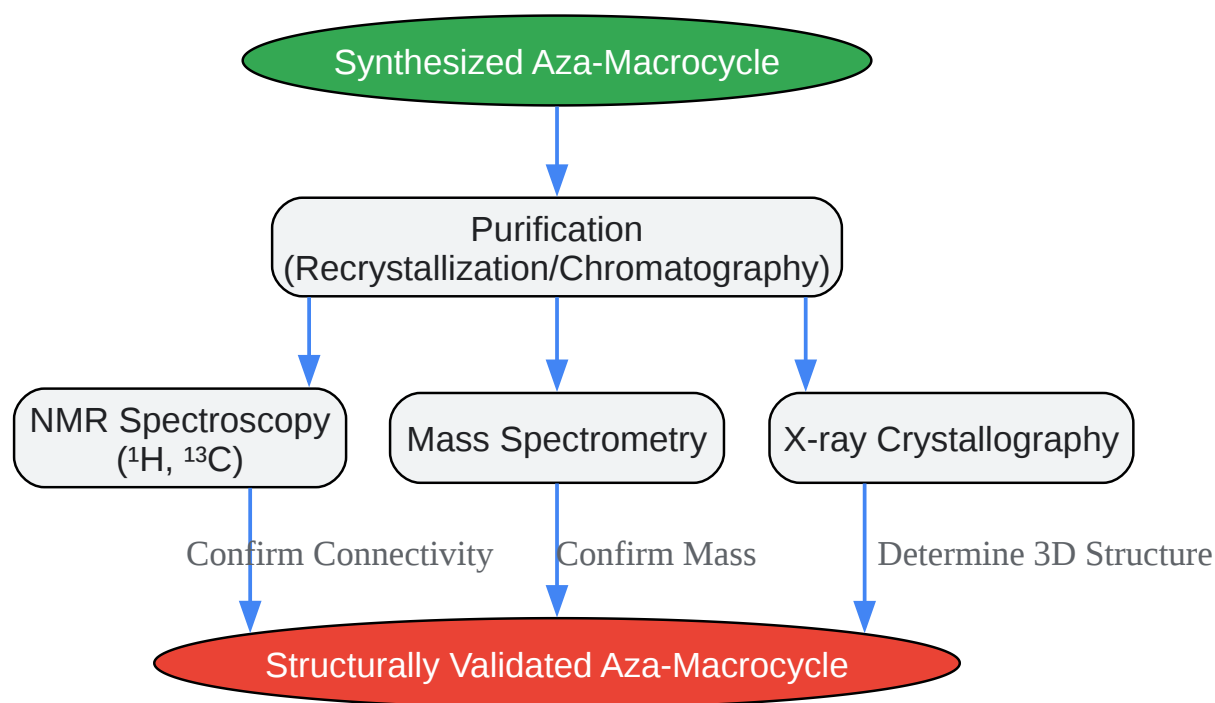 Synthesized Aza-Macrocycle
Purification
(Recrystallization/Chromatography)
NMR Spectroscopy
(¹H, ¹³C)
Mass Spectrometry
X-ray Crystallography
Confirm Connectivity
Confirm Mass
Determine 3D Structure
Structurally Validated Aza-Macrocycle